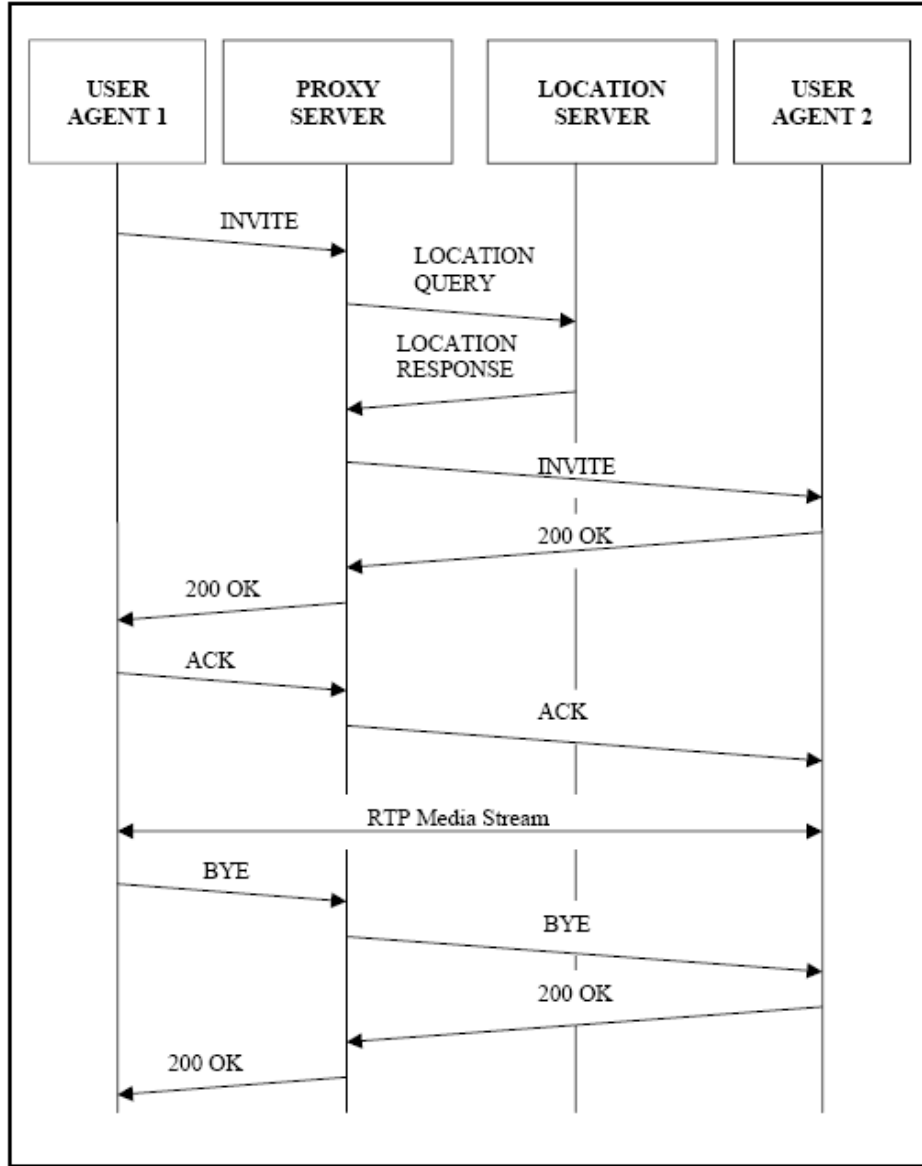 USER
AGENT 1
PROXY
SERVER
LOCATION
SERVER
USER
AGENT 2
INVITE
LOCATION
QUERY
LOCATION
RESPONSE
INVITE
200 OK
200 OK
ACK
ACK
RTP Media Stream
BYE
BYE
200 OK
200 OK